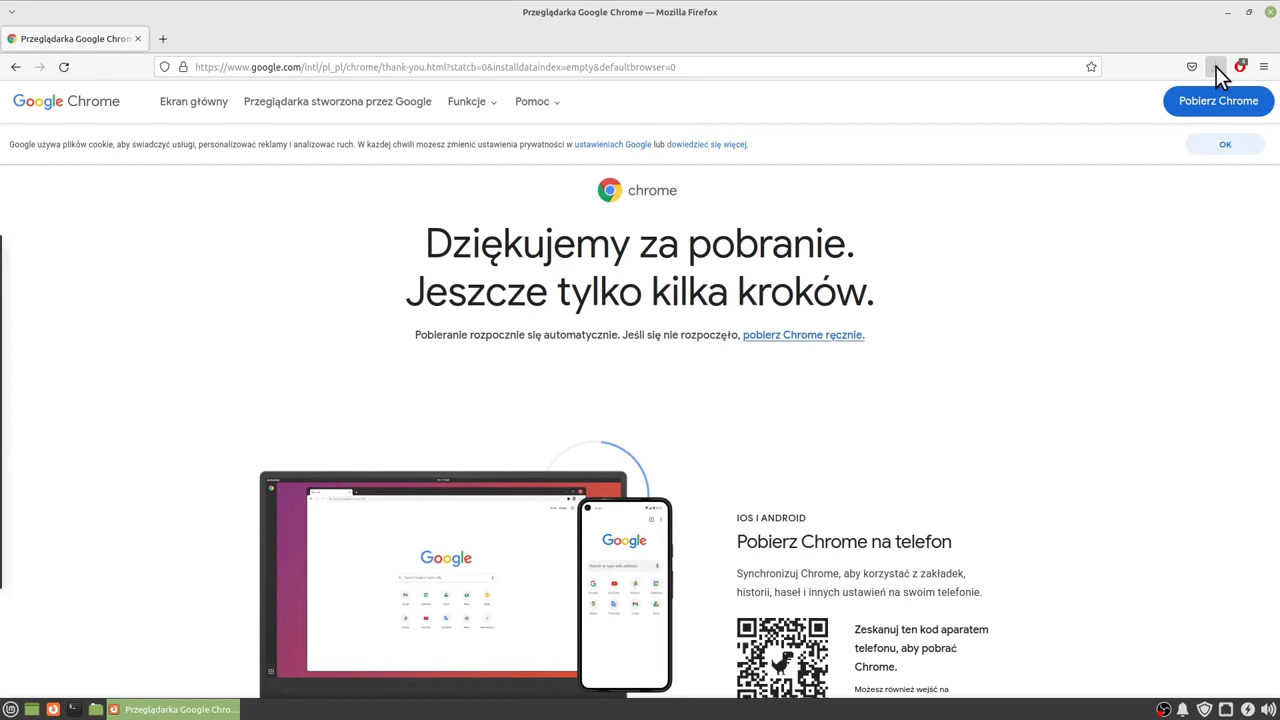 Przeglądarka Google Chrome — Mozilla Firefox
Przeglądarka Google Chrom
https://www.google.com/intl/pl_pl/chrome/thank-you.html?statcb=0&installdataindex=empty&defaultbrowser=0
4
Google Chrome
Ekran główny
Przeglądarka stworzona przez Google
Funkcje
Pomoc
Pobierz Chrome
Google używa plików cookie, aby świadczyć usługi, personalizować reklamy i analizować ruch. W każdej chwili możesz zmienić ustawienia prywatności w ustawieniach Google lub dowiedzieć się więcej.
OK
chrome
Dziękujemy za pobranie.
Jeszcze tylko kilka kroków.
Pobieranie rozpocznie się automatycznie. Jeśli się nie rozpoczęło, pobierz Chrome ręcznie.
Google
Google
Search or type web address
IOS I ANDROID
Pobierz Chrome na telefon
Synchronizuj Chrome, aby korzystać z zakładek,
historii, haseł i innych ustawień na swoim telefonie.
Zeskanuj ten kod aparatem
telefonu, aby pobrać
Chrome.
Możesz również wejść na
Przeglądarka Google Chro...